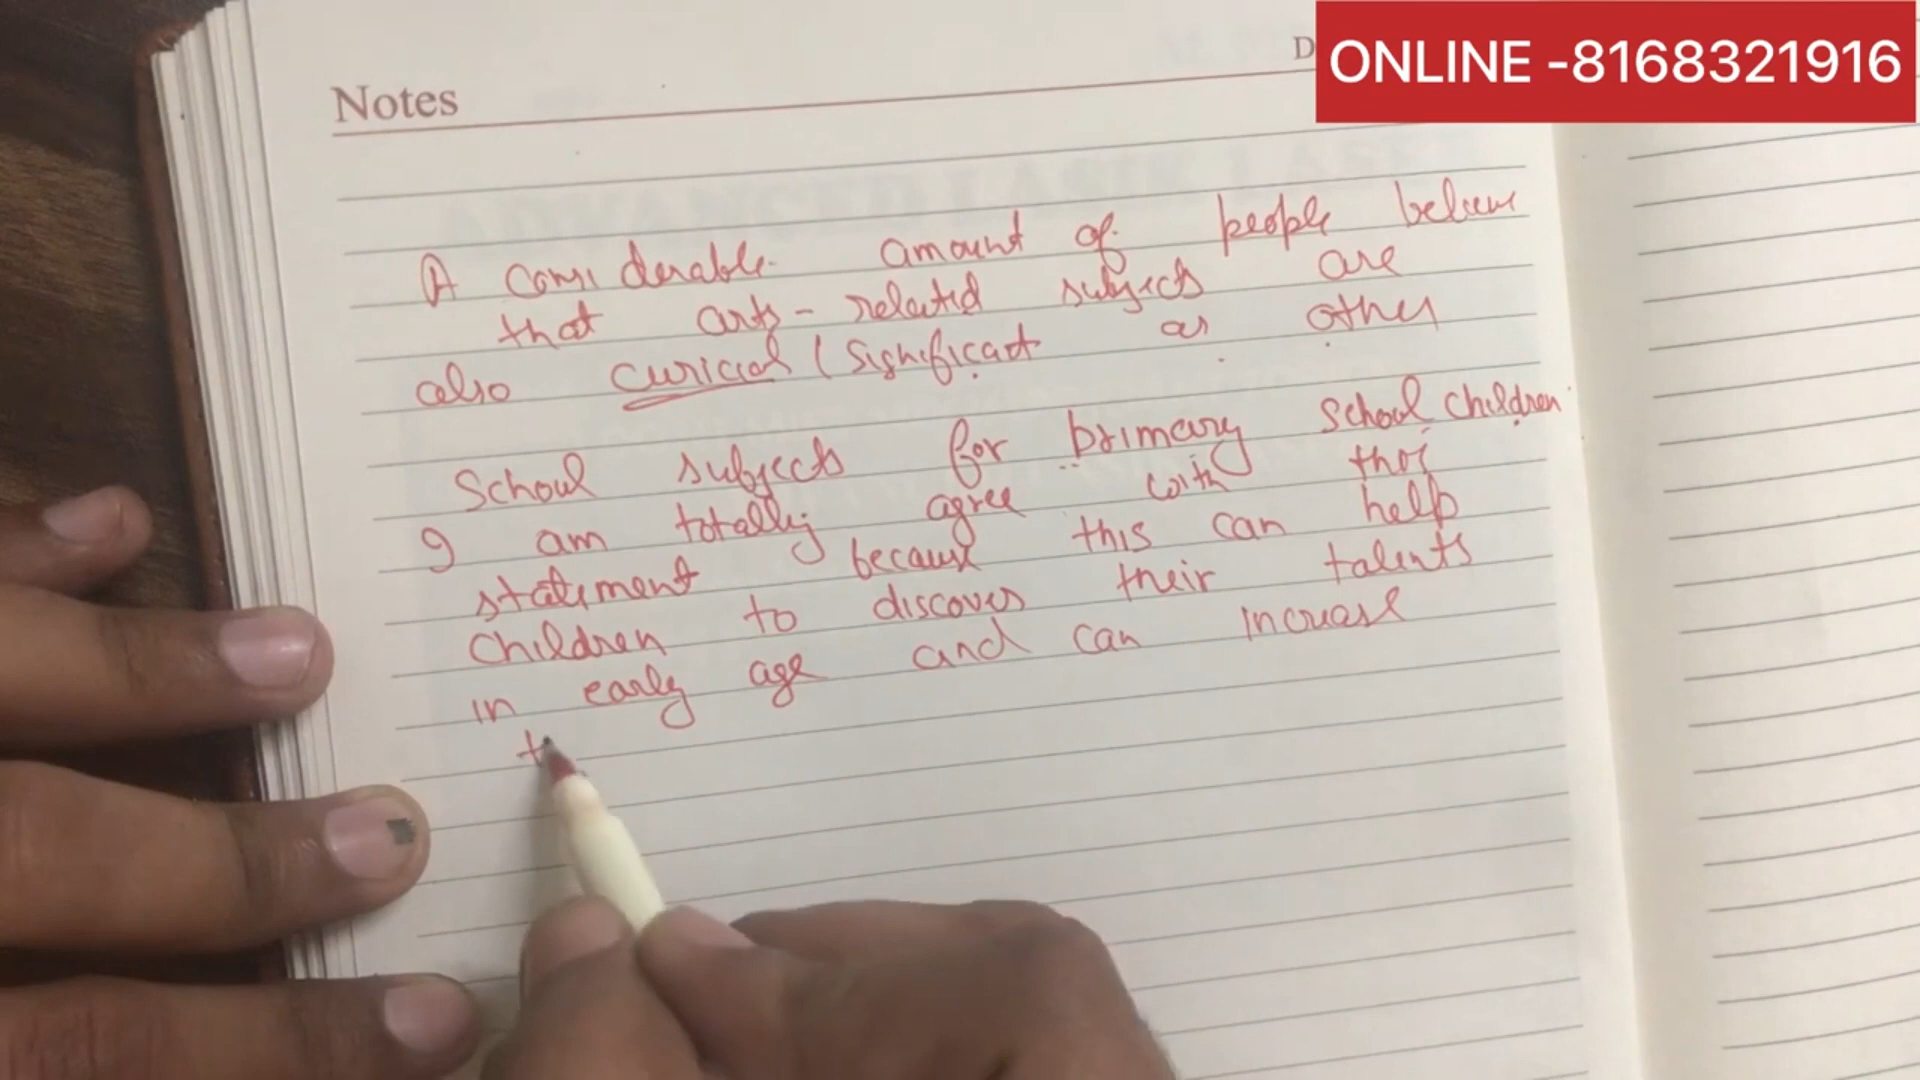 ONLINE -8168321916
Notes
D
A considerable amount of people believe
that arts-related subjects are
also curicial (significant as other
School subjects for primary school children
I am totally agree with this
statement because this can help
Children to discover their talents
in early age and can increase
t